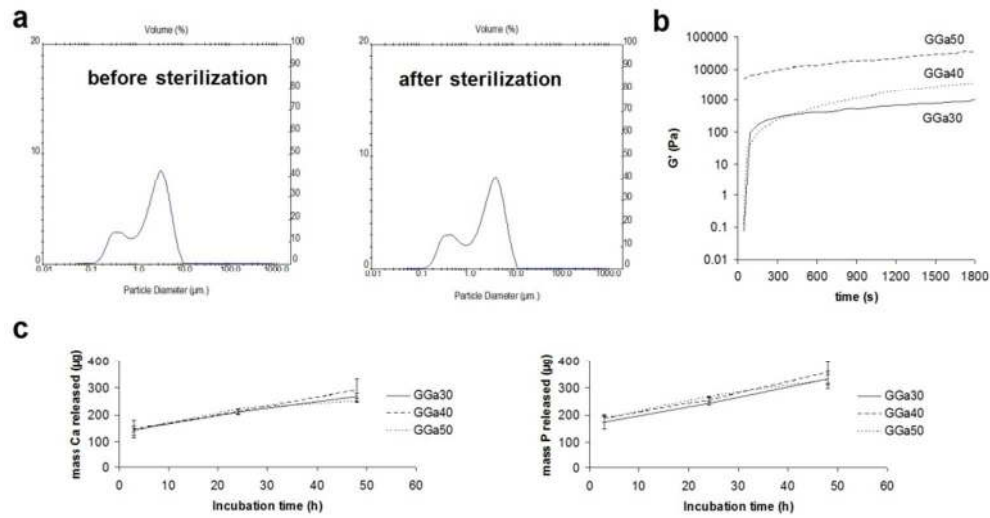 a
Volume (%)
20
100
90
80
70
60
10
50
40
30
20
10
0
0
0.01
0.1
1.0
10.0
100.0
1000.0
Particle Diameter (µm.)
before sterilization
Volume (%)
20
100
90
80
70
60
10
50
40
30
20
10
0
0
0.01
0.1
1.0
10.0
100.0
1000.0
Particle Diameter (µm.)
after sterilization
b
G' (Pa)
100000
10000
1000
100
10
1
0.1
0.01
0 300 600 900 1200 1500 1800
time (s)
GGa50
GGa40
GGa30
c
mass Ca released (µg)
400
300
200
100
0
0 10 20 30 40 50 60
Incubation time (h)
GGa30
GGa40
GGa50
mass P released (µg)
400
300
200
100
0
0 10 20 30 40 50 60
Incubation time (h)
GGa30
GGa40
GGa50